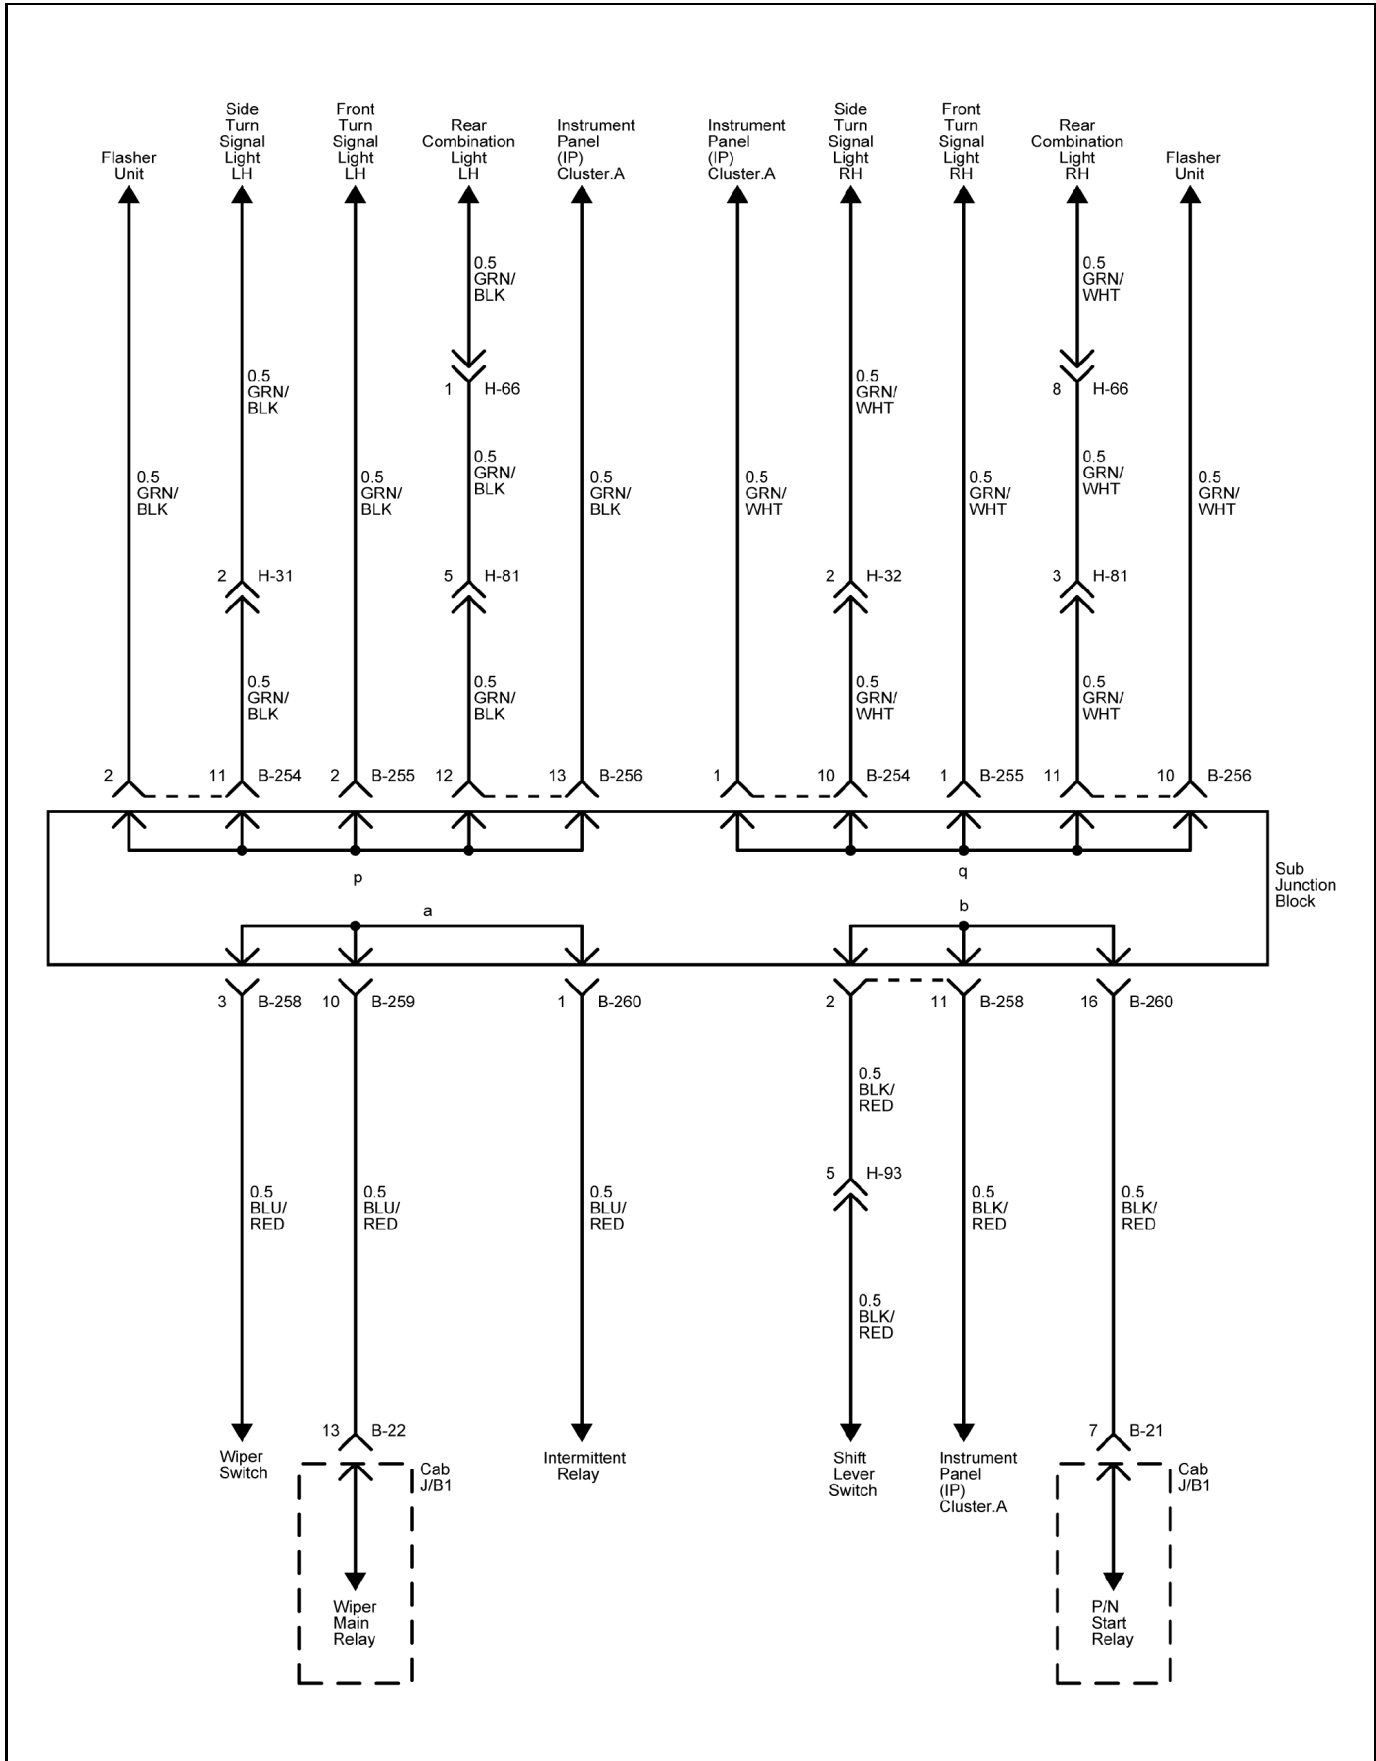 Flasher
Unit
Side
Turn
Signal
Light
LH
Front
Turn
Signal
Light
LH
Rear
Combination
Light
LH
Instrument
Panel
(IP)
Cluster.A
Instrument
Panel
(IP)
Cluster.A
Side
Turn
Signal
Light
RH
Front
Turn
Signal
Light
RH
Rear
Combination
Light
RH
Flasher
Unit
0.5
GRN/
BLK
0.5
GRN/
WHT
0.5
GRN/
BLK
1 H-66
0.5
GRN/
WHT
8 H-66
0.5
GRN/
BLK
0.5
GRN/
BLK
0.5
GRN/
BLK
0.5
GRN/
BLK
0.5
GRN/
WHT
0.5
GRN/
WHT
0.5
GRN/
WHT
0.5
GRN/
WHT
2 H-31
5 H-81
2 H-32
3 H-81
0.5
GRN/
BLK
0.5
GRN/
BLK
0.5
GRN/
WHT
0.5
GRN/
WHT
2 11 B-254 2 B-255 12 13 B-256 1 10 B-254 1 B-255 11 10 B-256
p
q
Sub
Junction
Block
a
b
3 B-258 10 B-259 1 B-260 2 11 B-258 16 B-260
0.5
BLK/
RED
5 H-93
0.5
BLU/
RED
0.5
BLU/
RED
0.5
BLU/
RED
0.5
BLK/
RED
0.5
BLK/
RED
0.5
BLK/
RED
13 B-22
7 B-21
Wiper
Switch
Cab
J/B1
Intermittent
Relay
Shift
Lever
Switch
Instrument
Panel
(IP)
Cluster.A
Cab
J/B1
Wiper
Main
Relay
P/N
Start
Relay